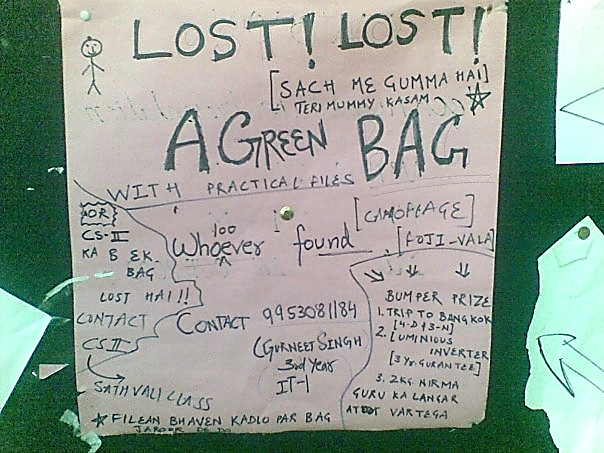 LOST! LOST!
[SACH ME GUMMA HAI]
TERI MUMMY KASAM
A GREEN BAG
WITH PRACTICAL FILES
[CAMOFLAGE]
100
Whoever found
[FOJI-VALA]
AOR
CS-II
KA B EK
BAG
LOST HAI !!
CONTACT
CS II
SATH VALI CLASS
CONTACT 9953081184
(GURNEET SINGH
3rd Year
IT-1
BUMPER PRIZE
1. TRIP TO BANGKOK
[4-D & 3-N]
2. LUMINIOUS
INVERTER
[3 Yr. GURANTEE]
3. 2KG. NIRMA
GURU KA LANGAR
ATOOT VARTEGA
FILEAN BHAVEN KADLO PAR BAG
JAROOR DE DO